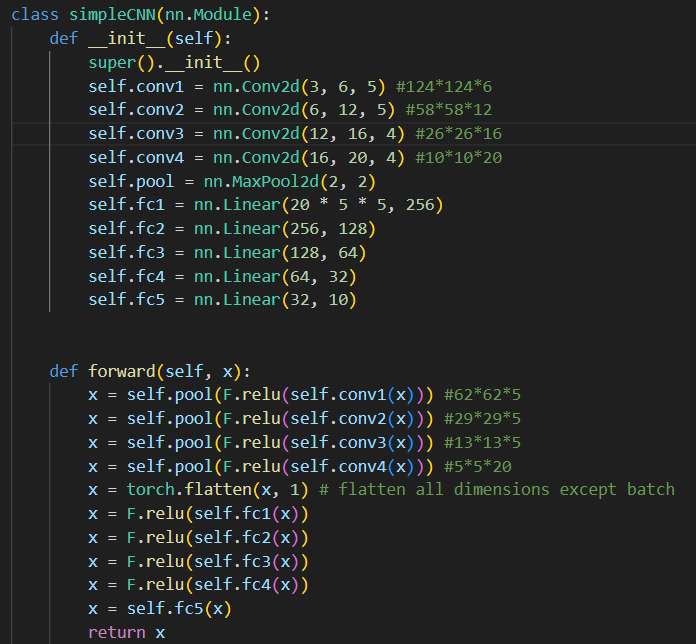 class simpleCNN(nn.Module):
    def __init__(self):
        super().__init__()
        self.conv1 = nn.Conv2d(3, 6, 5) #124*124*6
        self.conv2 = nn.Conv2d(6, 12, 5) #58*58*12
        self.conv3 = nn.Conv2d(12, 16, 4) #26*26*16
        self.conv4 = nn.Conv2d(16, 20, 4) #10*10*20
        self.pool = nn.MaxPool2d(2, 2)
        self.fc1 = nn.Linear(20 * 5 * 5, 256)
        self.fc2 = nn.Linear(256, 128)
        self.fc3 = nn.Linear(128, 64)
        self.fc4 = nn.Linear(64, 32)
        self.fc5 = nn.Linear(32, 10)
    def forward(self, x):
        x = self.pool(F.relu(self.conv1(x))) #62*62*5
        x = self.pool(F.relu(self.conv2(x))) #29*29*5
        x = self.pool(F.relu(self.conv3(x))) #13*13*5
        x = self.pool(F.relu(self.conv4(x))) #5*5*20
        x = torch.flatten(x, 1) # flatten all dimensions except batch
        x = F.relu(self.fc1(x))
        x = F.relu(self.fc2(x))
        x = F.relu(self.fc3(x))
        x = F.relu(self.fc4(x))
        x = self.fc5(x)
        return x